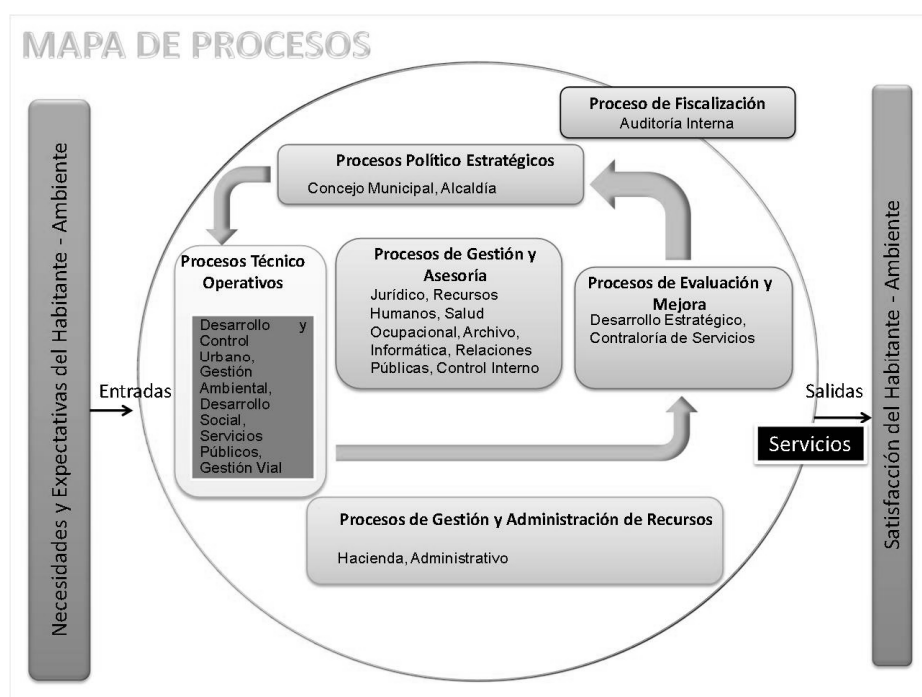 MAPA DE PROCESOS
Necesidades y Expectativas del Habitante - Ambiente
Entradas
Proceso de Fiscalización
Auditoría Interna
Procesos Político Estratégicos
Concejo Municipal, Alcaldía
Procesos Técnico
Operativos
Desarrollo y
Control
Urbano,
Gestión
Ambiental,
Desarrollo
Social,
Servicios
Públicos,
Gestión Vial
Procesos de Gestión y
Asesoría
Jurídico, Recursos
Humanos, Salud
Ocupacional, Archivo,
Informática, Relaciones
Públicas, Control Interno
Procesos de Evaluación y
Mejora
Desarrollo Estratégico,
Contraloría de Servicios
Procesos de Gestión y Administración de Recursos
Hacienda, Administrativo
Salidas
Servicios
Satisfacción del Habitante - Ambiente